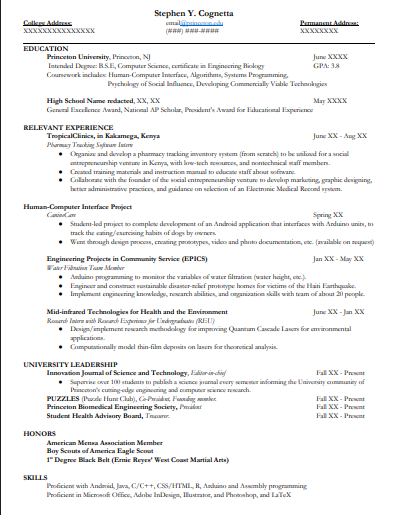 Stephen Y. Cognetta
College Address: email@princeton.edu Permanent Address:
XXXXXXXXXXXXXXX (###) ###-#### XXXXXXXX
EDUCATION
Princeton University, Princeton, NJ June XXXX
Intended Degree: B.S.E, Computer Science, certificate in Engineering Biology GPA: 3.8
Coursework includes: Human-Computer Interface, Algorithms, Systems Programming,
Psychology of Social Influence, Developing Commercially Viable Technologies
High School Name redacted, XX, XX May XXXX
General Excellence Award, National AP Scholar, President's Award for Educational Experience
RELEVANT EXPERIENCE
TropicalClinics, in Kakamega, Kenya June XX - Aug XX
Pharmacy Tracking Software Intern
● Organize and develop a pharmacy tracking inventory system (from scratch) to be utilized for a social
entrepreneurship venture in Kenya, with low-tech resources, and nontechnical staff members.
● Created training materials and instruction manual to educate staff about software.
● Collaborate with the founder of the social entrepreneurship venture to develop marketing, graphic designing,
better administrative practices, and guidance on selection of an Electronic Medical Record system.
Human-Computer Interface Project
CanineCare Spring XX
● Student-led project to complete development of an Android application that interfaces with Arduino units, to
track the eating/exercising habits of dogs by owners.
● Went through design process, creating prototypes, video and photo documentation, etc. (available on request)
Engineering Projects in Community Service (EPICS) Jan XX - May XX
Water Filtration Team Member
● Arduino programming to monitor the variables of water filtration (water height, etc.).
● Engineer and construct sustainable disaster-relief prototype homes for victims of the Haiti Earthquake.
● Implement engineering knowledge, research abilities, and organization skills with team of about 20 people.
Mid-infrared Technologies for Health and the Environment June XX - Jan XX
Research Intern with Research Experience for Undergraduates (REU)
● Design/implement research methodology for improving Quantum Cascade Lasers for environmental
applications.
● Computationally model thin-film deposits on lasers for theoretical analysis.
UNIVERSITY LEADERSHIP
Innovation Journal of Science and Technology, Editor-in-chief Fall XX - Present
● Supervise over 100 students to publish a science journal every semester informing the University community of
Princeton's cutting-edge engineering and computer science research.
PUZZLES (Puzzle Hunt Club), Co-President, Founding member. Fall XX - Present
Princeton Biomedical Engineering Society, President Fall XX - Present
Student Health Advisory Board, Treasurer. Fall XX - Present
HONORS
American Mensa Association Member
Boy Scouts of America Eagle Scout
1st Degree Black Belt (Ernie Reyes' West Coast Martial Arts)
SKILLS
Proficient with Android, Java, C/C++, CSS/HTML, R, Arduino and Assembly programming
Proficient in Microsoft Office, Adobe InDesign, Illustrator, and Photoshop, and LaTeX